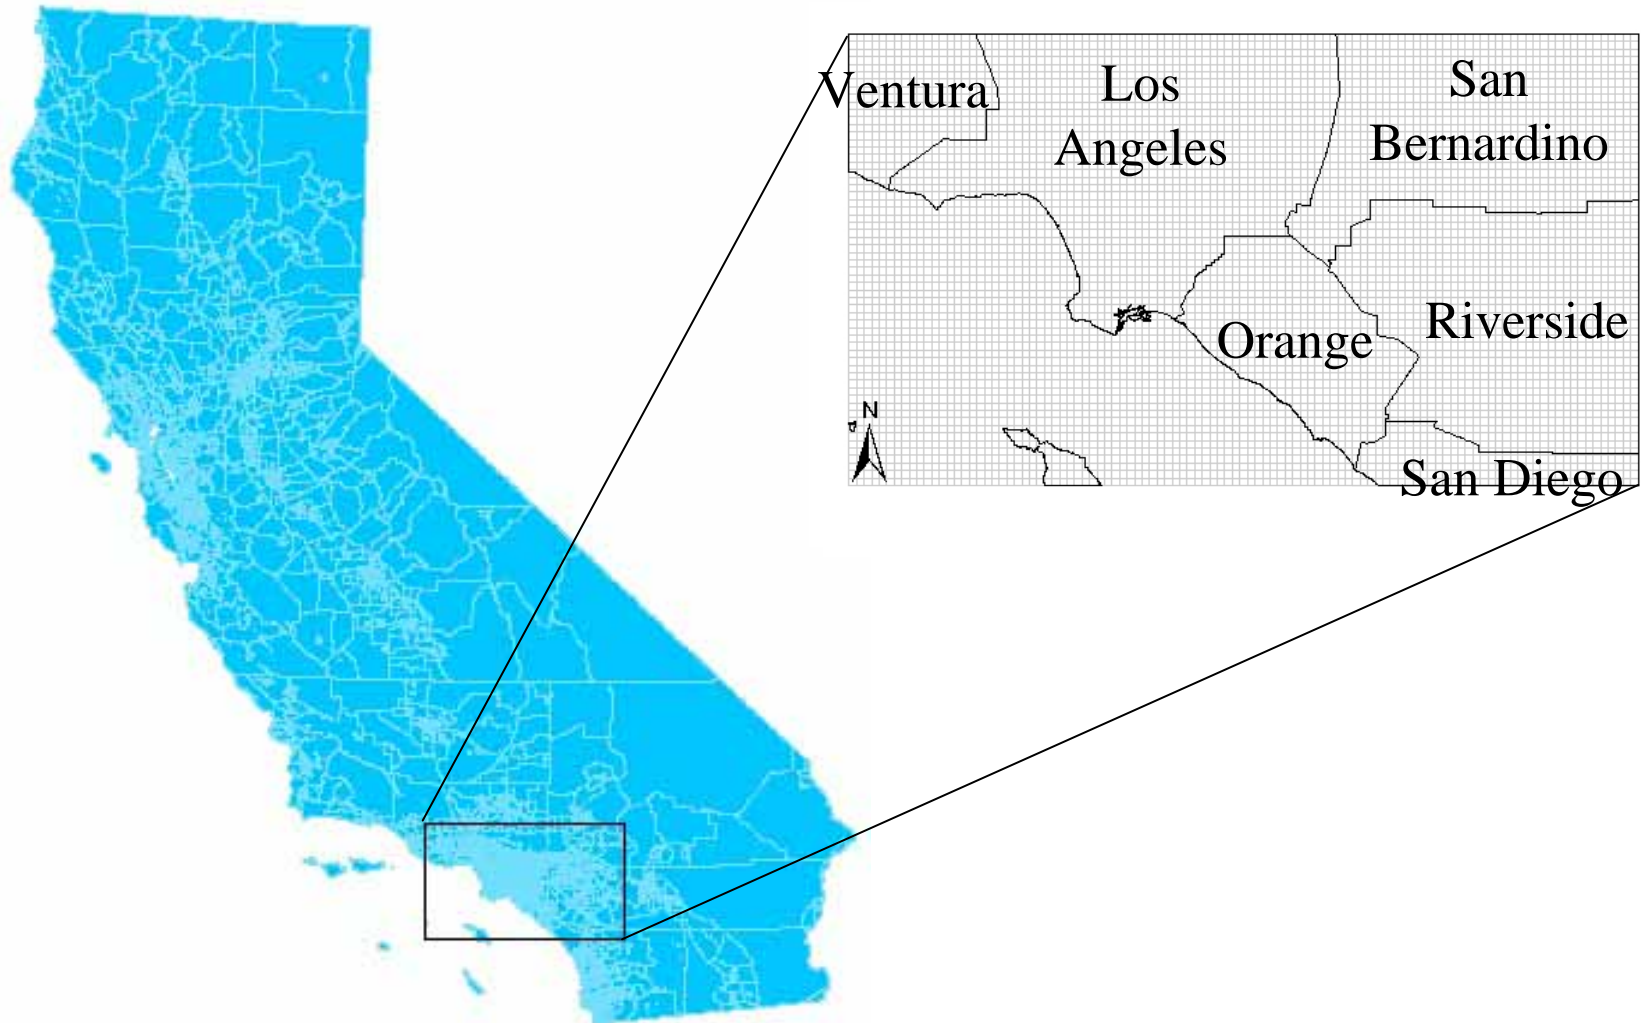 Ventura
Los
Angeles
San
Bernardino
Orange
Riverside
N
San Diego